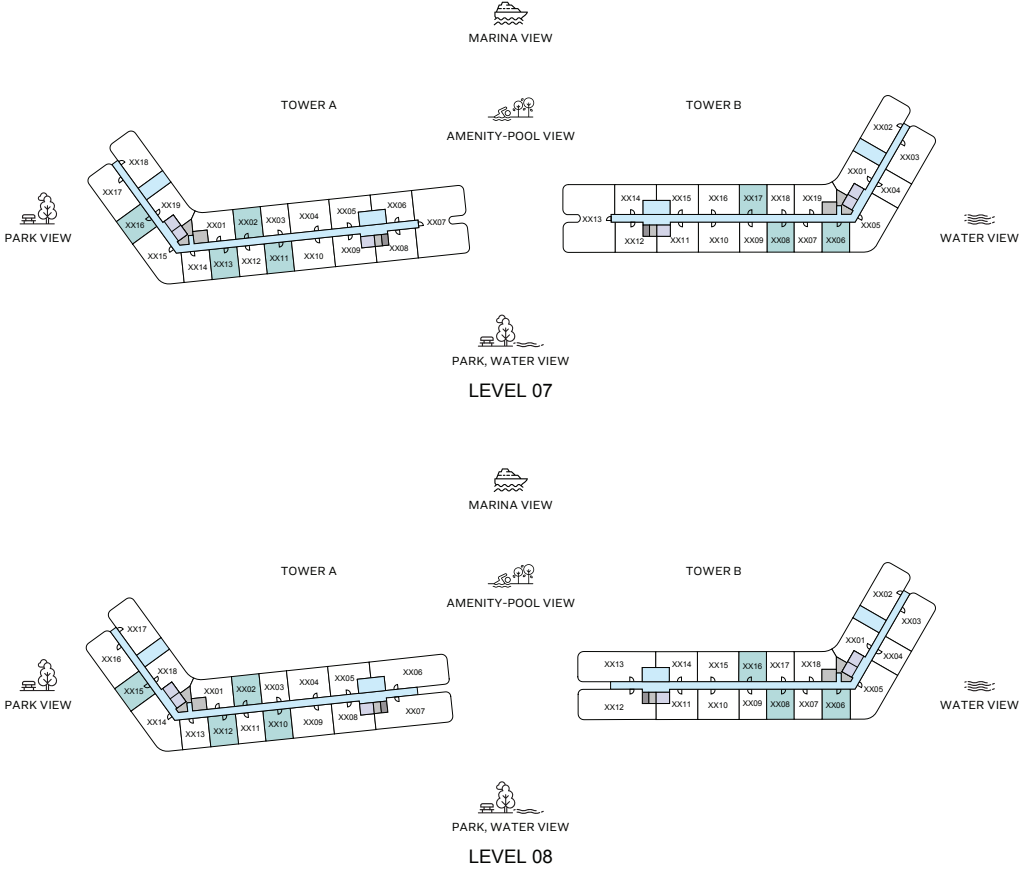 MARINA VIEW
TOWER A
TOWER B
AMENITY-POOL VIEW
PARK VIEW
WATER VIEW
XX18
XX17
XX19
XX16
XX15
XX14
XX01
XX02
XX03
XX04
XX05
XX06
XX07
XX13
XX12
XX11
XX10
XX09
XX08
XX02
XX03
XX01
XX04
XX05
XX14
XX15
XX16
XX17
XX18
XX19
XX13
XX12
XX11
XX10
XX09
XX08
XX07
XX06
PARK, WATER VIEW
LEVEL 07
MARINA VIEW
TOWER A
TOWER B
AMENITY-POOL VIEW
PARK VIEW
WATER VIEW
XX17
XX16
XX18
XX15
XX14
XX13
XX01
XX02
XX03
XX04
XX05
XX06
XX12
XX11
XX10
XX09
XX08
XX07
XX02
XX03
XX01
XX04
XX05
XX13
XX14
XX15
XX16
XX17
XX18
XX12
XX11
XX10
XX09
XX08
XX07
XX06
PARK, WATER VIEW
LEVEL 08